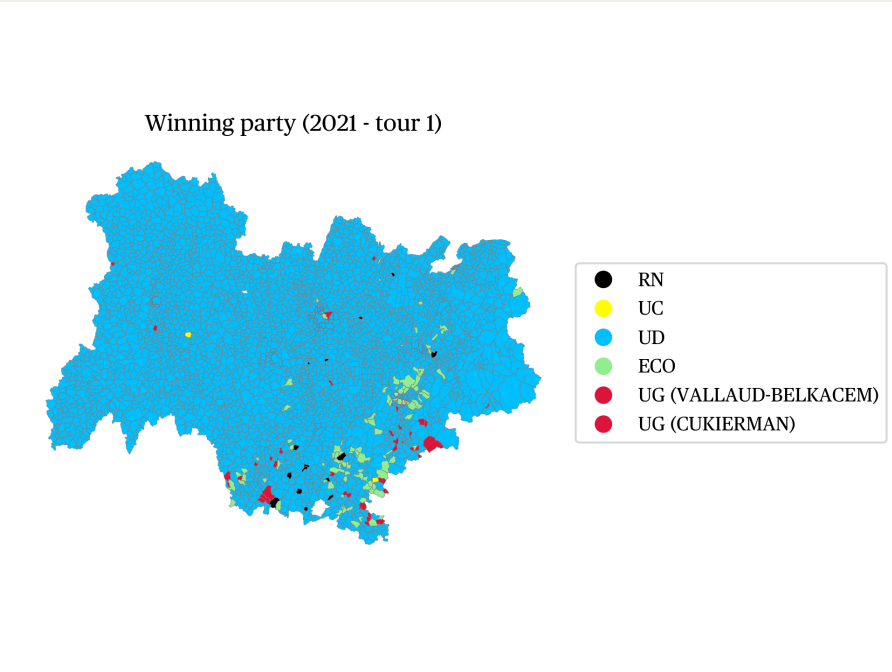 Winning party (2021 - tour 1)
RN
UC
UD
ECO
UG (VALLAUD-BELKACEM)
UG (CUKIERMAN)